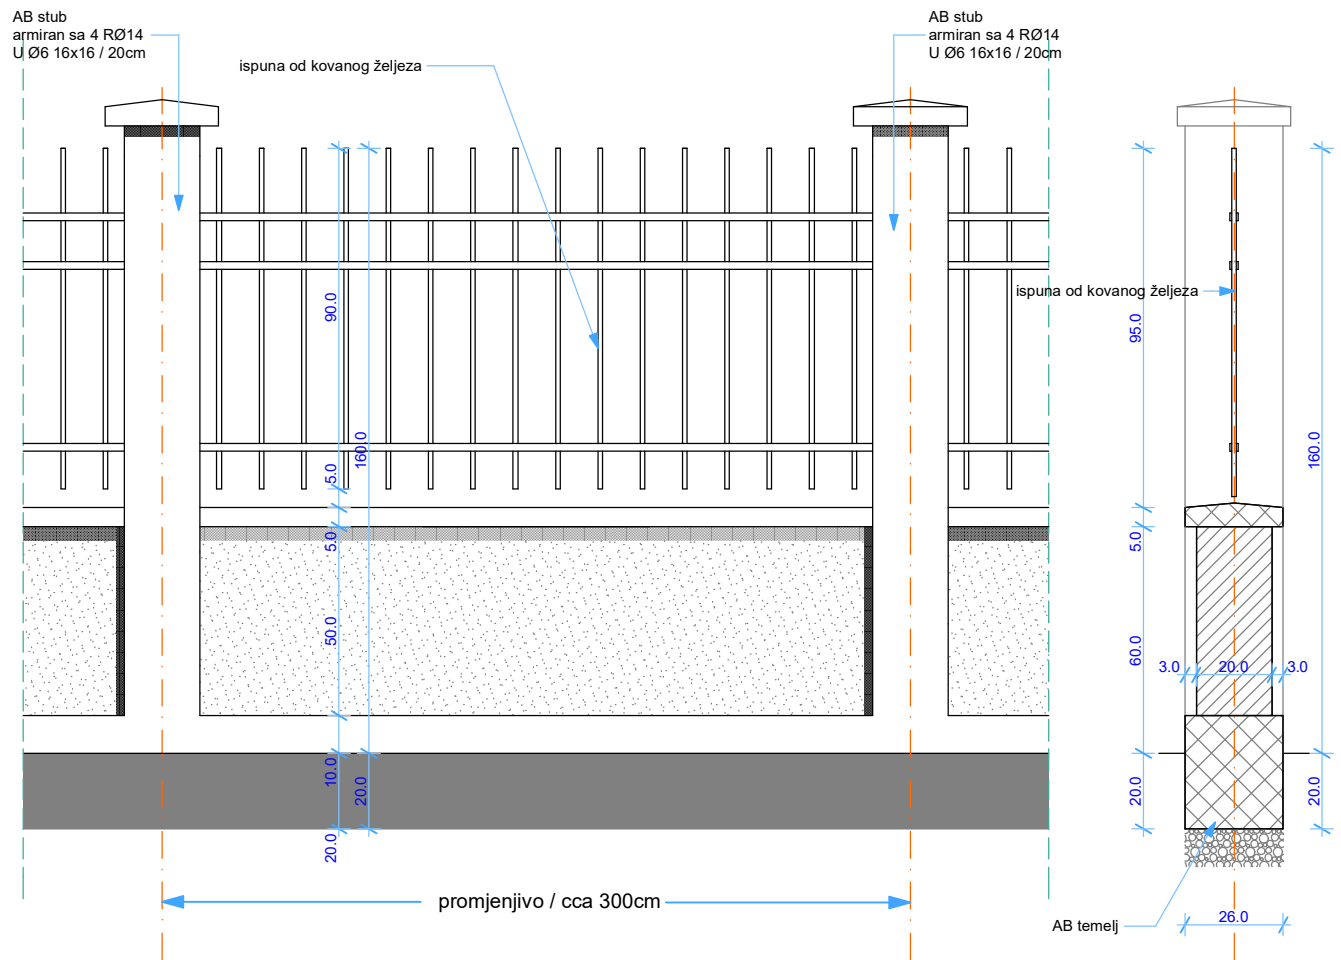 AB stub
armiran sa 4 RØ14
U Ø6 16x16 / 20cm
ispuna od kovanog željeza
AB stub
armiran sa 4 RØ14
U Ø6 16x16 / 20cm
ispuna od kovanog željeza
90.0
160.0
5.0
5.0
50.0
10.0
20.0
20.0
95.0
160.0
5.0
60.0
3.0
20.0
3.0
20.0
20.0
promjenjivo / cca 300cm
AB temelj
26.0